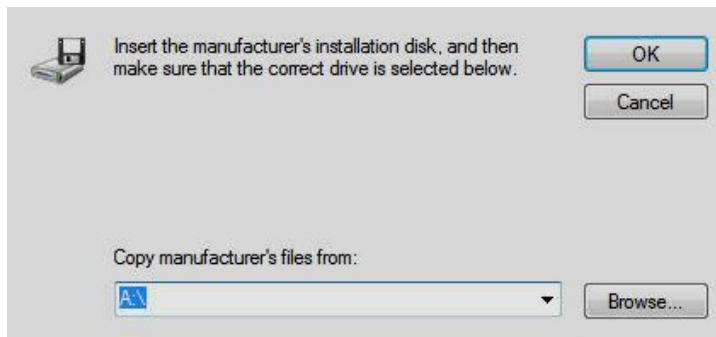 Insert the manufacturer's installation disk, and then
make sure that the correct drive is selected below.
OK
Cancel
Copy manufacturer's files from:
A:\
Browse...